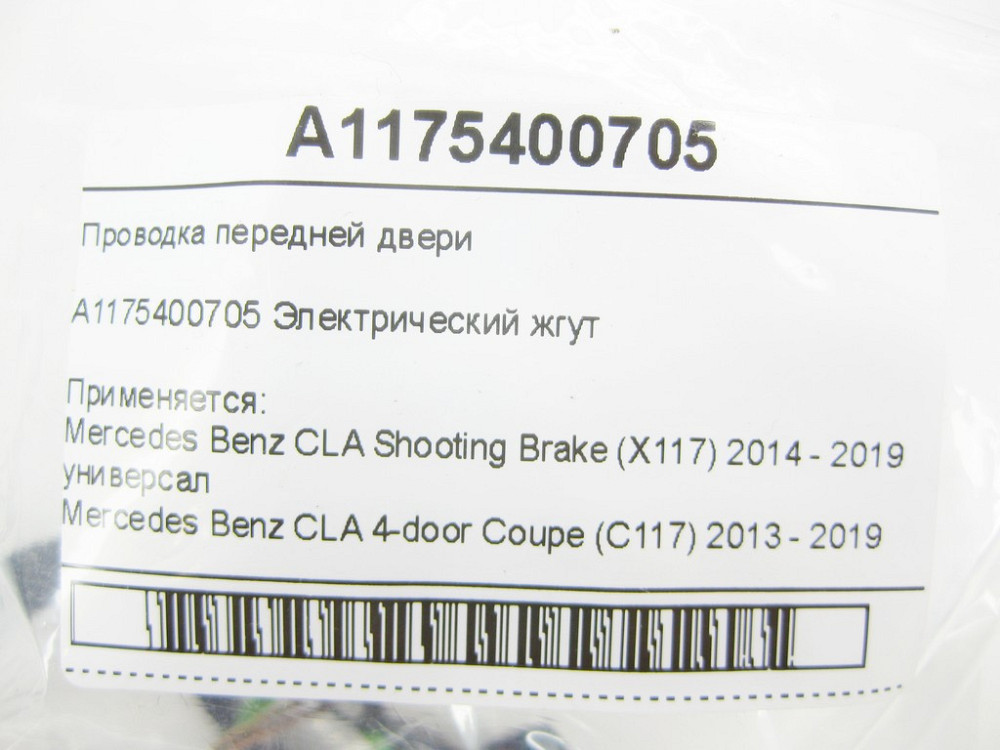 A1175400705
Проводка передней двери
A1175400705 Электрический жгут
Применяется:
Mercedes Benz CLA Shooting Brake (X117) 2014 - 2019
универсал
Mercedes Benz CLA 4-door Coupe (C117) 2013 - 2019